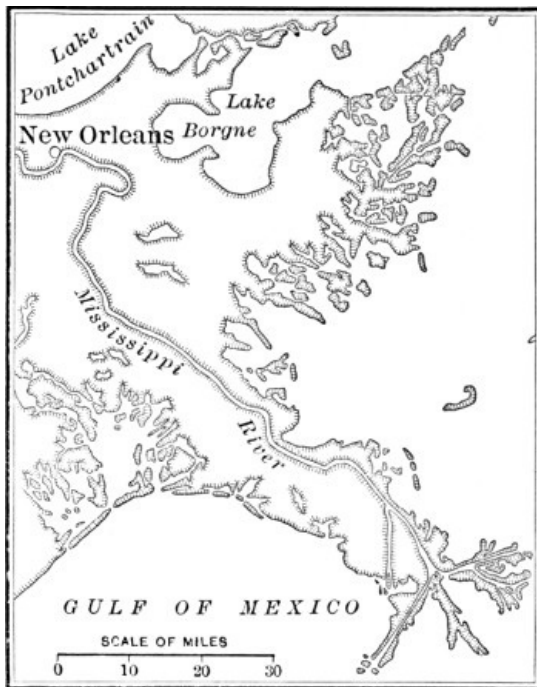 Lake
Pontchartrain
Lake
Borgne
New Orleans
Mississippi
River
GULF OF MEXICO
SCALE OF MILES
0 10 20 30